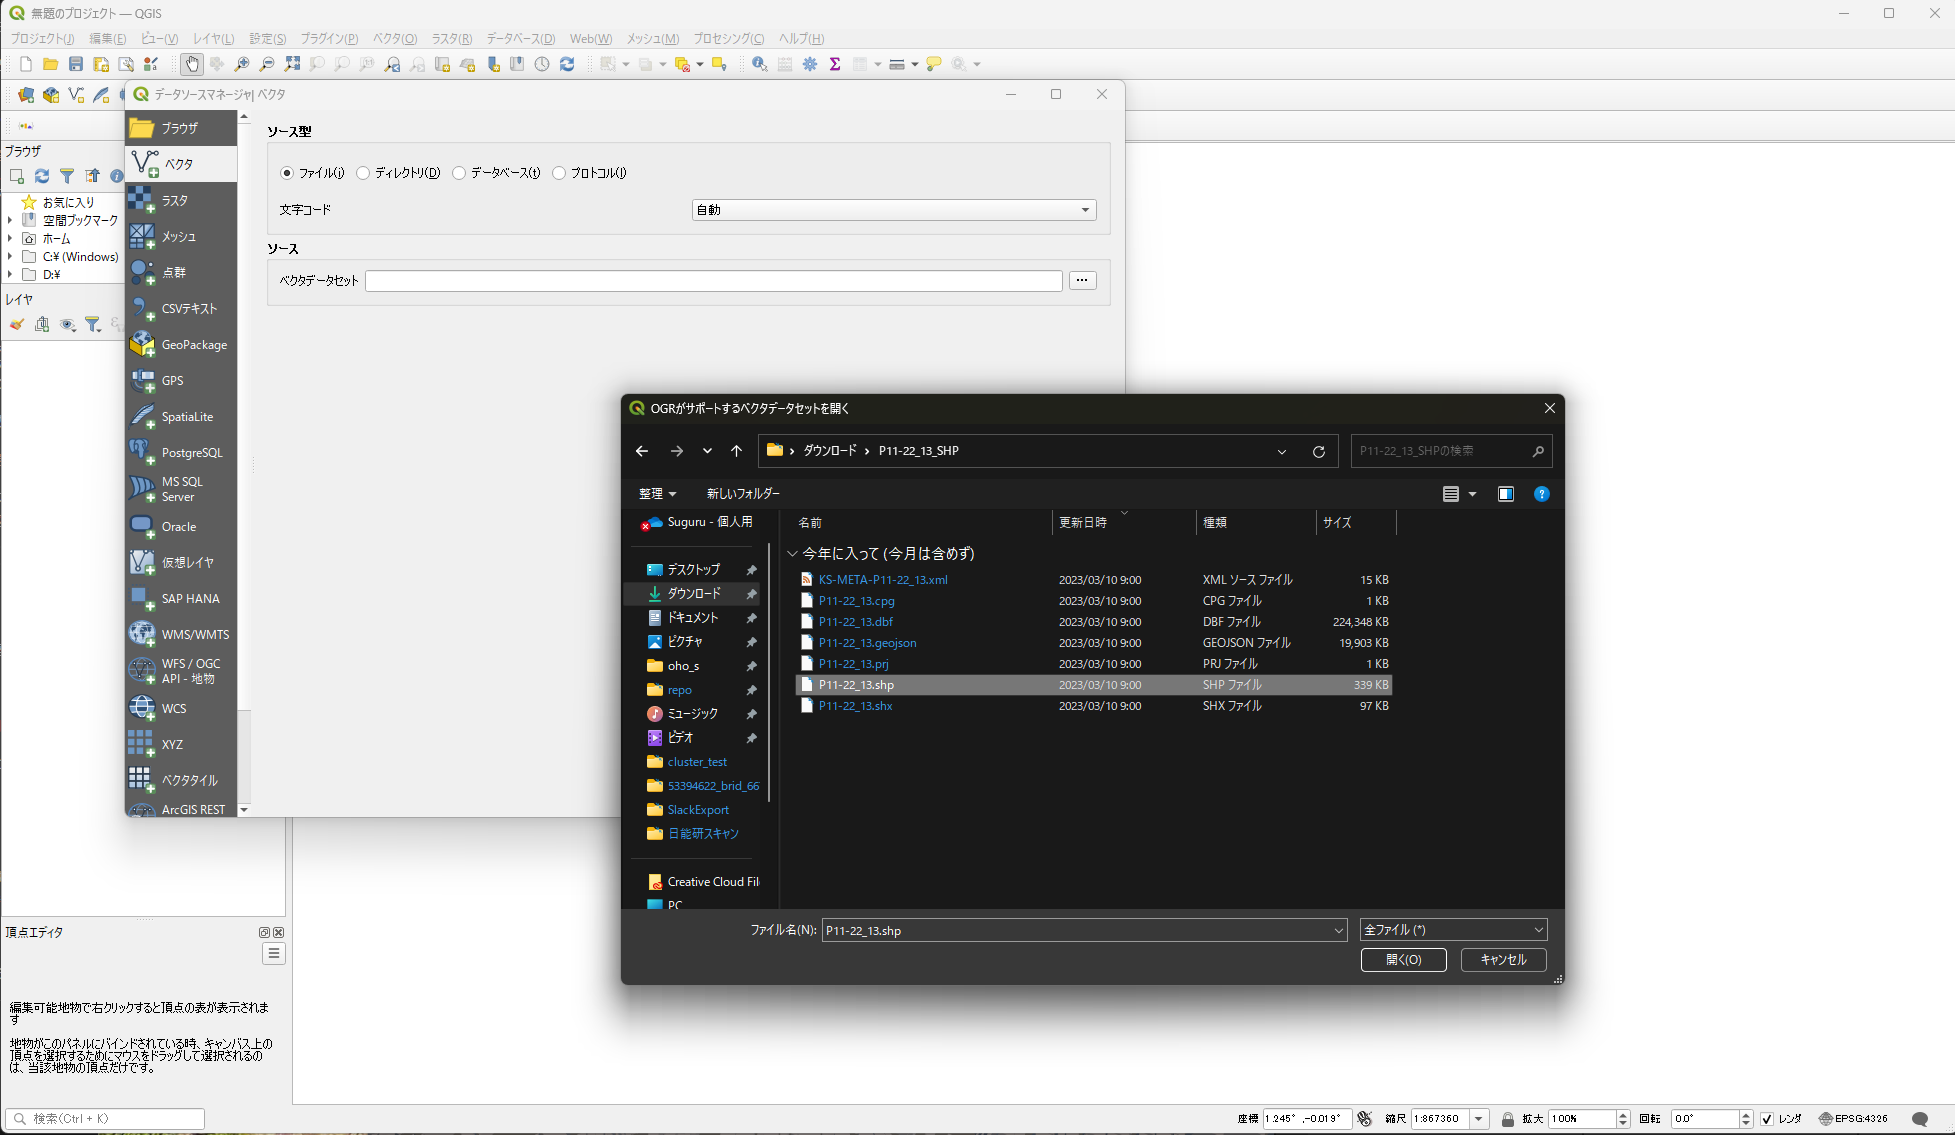 無題のプロジェクト — QGIS
プロジェクト(J) 編集(E) ビュー(V) レイヤ(L) 設定(S) プラグイン(P) ベクタ(O) ラスタ(R) データベース(D) Web(W) メッシュ(M) プロセシング(C) ヘルプ(H)
データソースマネージャ| ベクタ
ブラウザ
ベクタ
ラスタ
メッシュ
点群
CSVテキスト
GeoPackage
GPS
SpatiaLite
PostgreSQL
MS SQL
Server
Oracle
仮想レイヤ
SAP HANA
WMS/WMTS
WFS / OGC
API - 地物
WCS
XYZ
ベクタタイル
ArcGIS REST
ソース型
ファイル(i) ディレクトリ(D) データベース(t) プロトコル(l)
文字コード 自動
ソース
ベクタデータセット …
ブラウザ
お気に入り
空間ブックマーク
ホーム
C:¥ (Windows)
D:¥
レイヤ
OGRがサポートするベクタデータセットを開く
ダウンロード › P11-22_13_SHP
P11-22_13_SHPの検索
整理 新しいフォルダー
Suguru - 個人用
デスクトップ
ダウンロード
ドキュメント
ピクチャ
oho_s
repo
ミュージック
ビデオ
cluster_test
53394622_brid_66
SlackExport
日能研スキャン
Creative Cloud Fil
PC
名前 更新日時 種類 サイズ
今年に入って (今月は含めず)
KS-META-P11-22_13.xml 2023/03/10 9:00 XML ソース ファイル 15 KB
P11-22_13.cpg 2023/03/10 9:00 CPG ファイル 1 KB
P11-22_13.dbf 2023/03/10 9:00 DBF ファイル 224,348 KB
P11-22_13.geojson 2023/03/10 9:00 GEOJSON ファイル 19,903 KB
P11-22_13.prj 2023/03/10 9:00 PRJ ファイル 1 KB
P11-22_13.shp 2023/03/10 9:00 SHP ファイル 339 KB
P11-22_13.shx 2023/03/10 9:00 SHX ファイル 97 KB
ファイル名(N): P11-22_13.shp 全ファイル (*)
開く(O) キャンセル
頂点エディタ
編集可能地物で右クリックすると頂点の表が表示されま
す
地物がこのパネルにバインドされている時、キャンバス上の
頂点を選択するためにマウスをドラッグして選択されるの
は、当該地物の頂点だけです。
検索(Ctrl + K)
座標 1.245° ,-0.019° 縮尺 1:867360 拡大 100% 回転 0.0° レンダ EPSG:4326